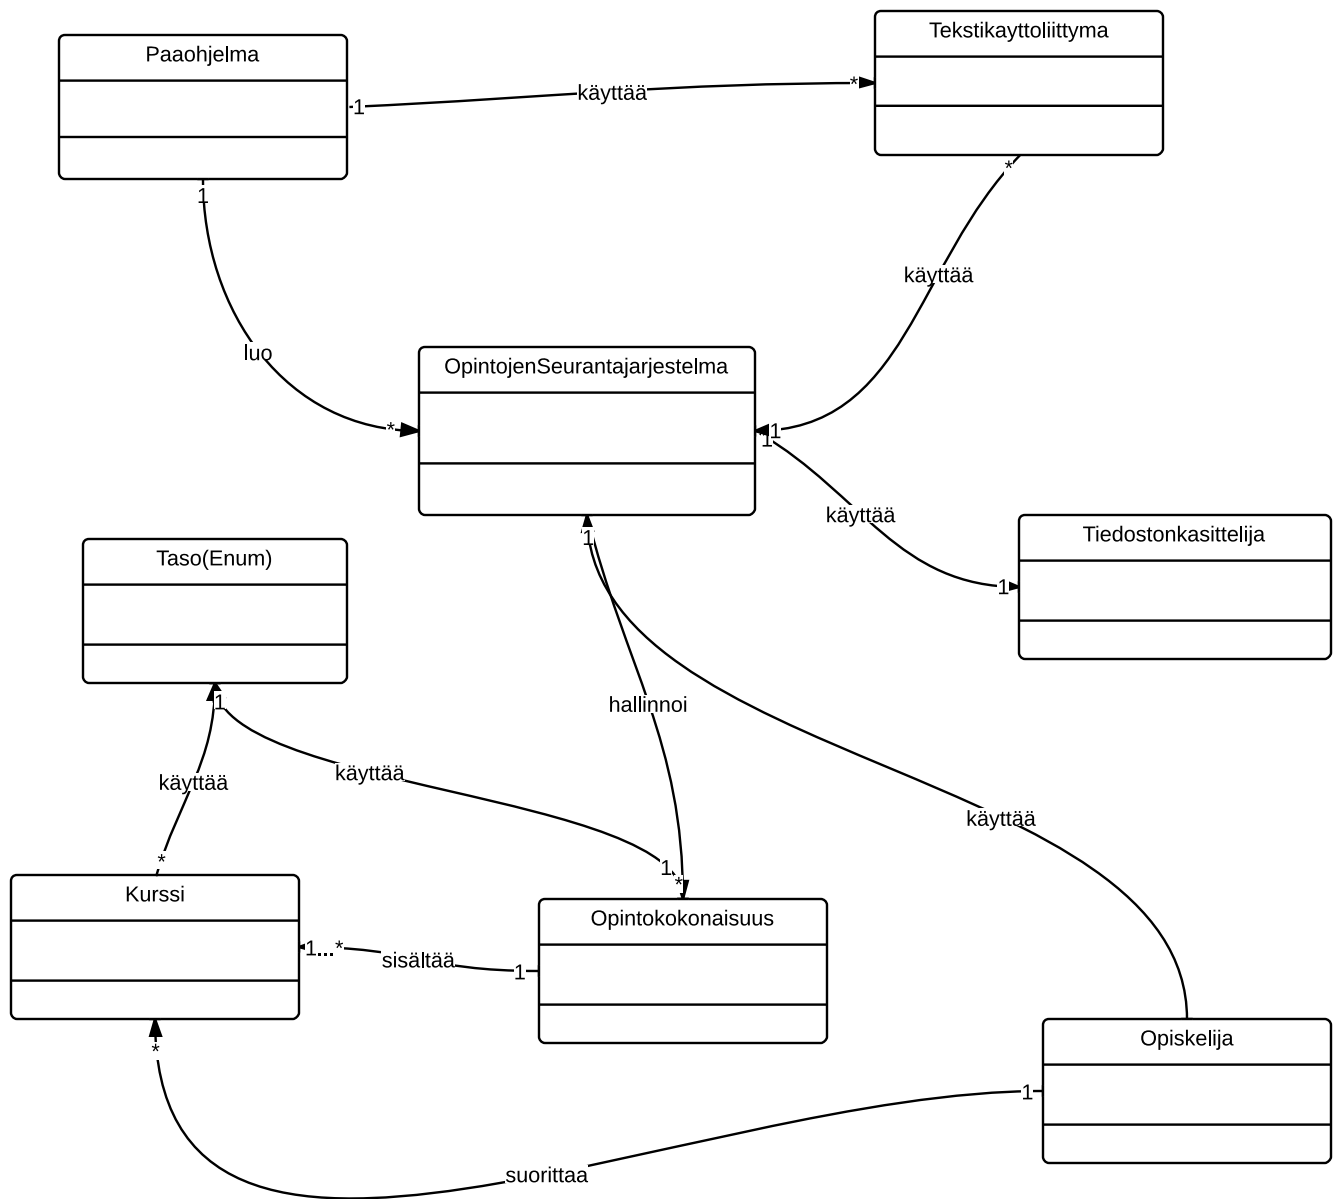 Paaohjelma
Tekstikayttoliittyma
1
käyttää
*
1
*
luo
käyttää
OpintojenSeurantajarjestelma
*
1
1
käyttää
1
Tiedostonkasittelija
1
Taso(Enum)
1
hallinnoi
käyttää
käyttää
käyttää
*
1
*
Kurssi
Opintokokonaisuus
1...*
sisältää
1
Opiskelija
*
1
suorittaa